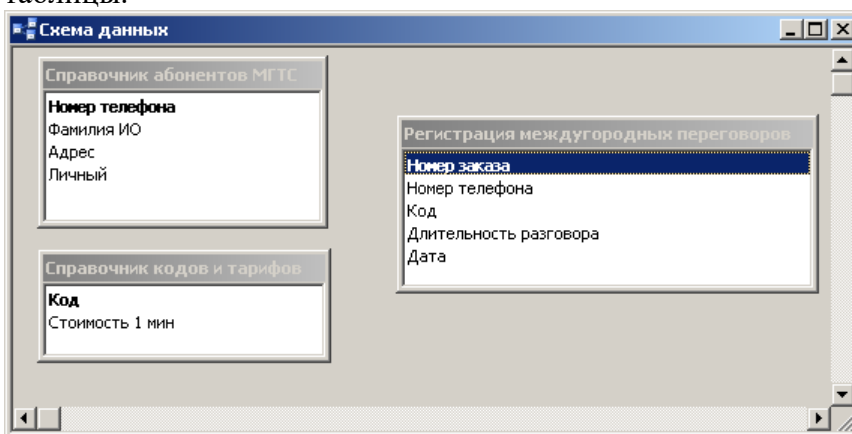 таблицы.
Схема данных
Справочник абонентов МГТС
Номер телефона
Фамилия ИО
Адрес
Личный
Регистрация междугородных переговоров
Номер заказа
Номер телефона
Код
Длительность разговора
Дата
Справочник кодов и тарифов
Код
Стоимость 1 мин